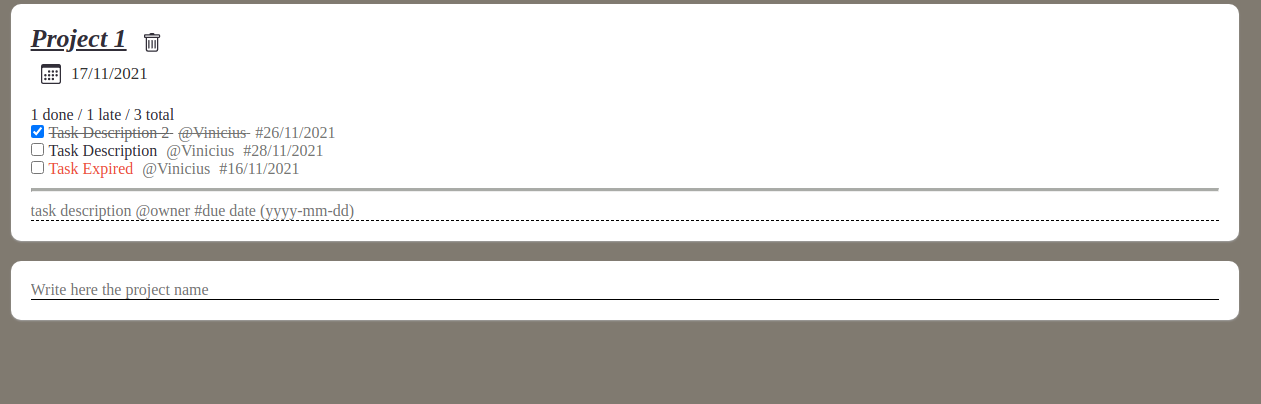 Project 1
17/11/2021
1 done / 1 late / 3 total
Task Description 2 @Vinicius #26/11/2021
Task Description @Vinicius #28/11/2021
Task Expired @Vinicius #16/11/2021
task description @owner #due date (yyyy-mm-dd)
Write here the project name